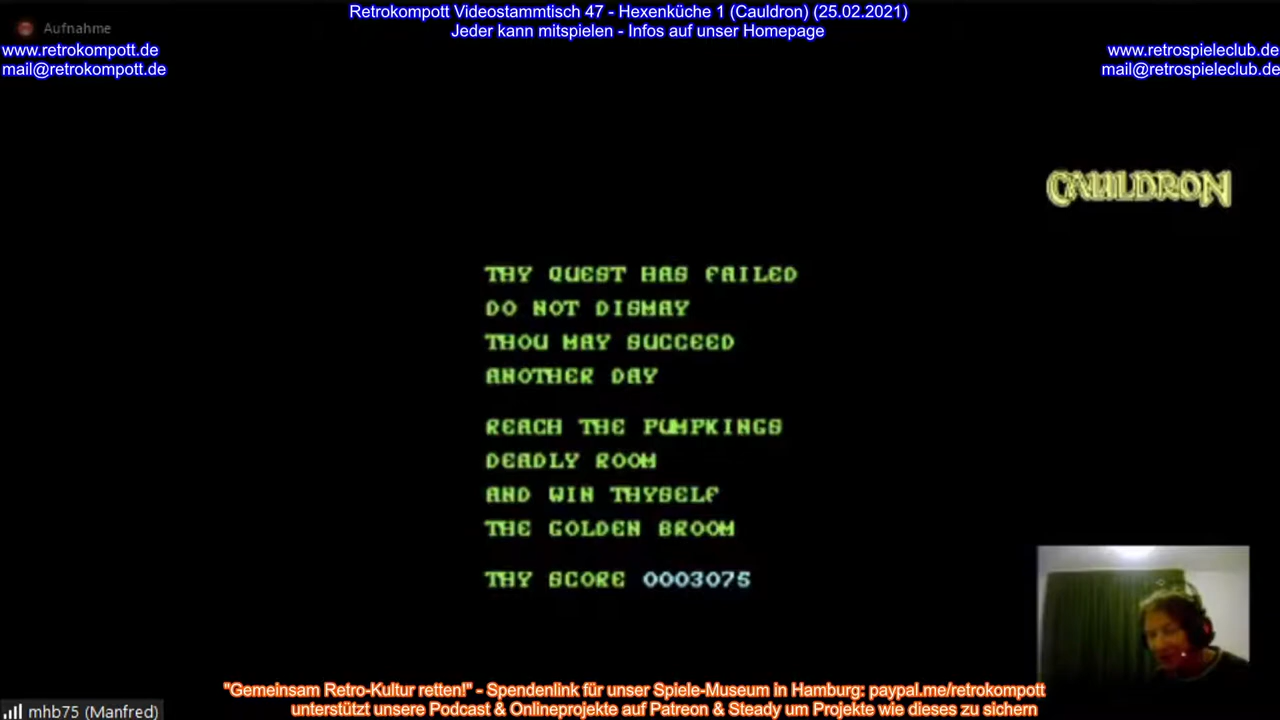 Aufnahme
Retrokompott Videostammtisch 47 - Hexenküche 1 (Cauldron) (25.02.2021)
Jeder kann mitspielen - Infos auf unser Homepage
www.retrokompott.de
mail@retrokompott.de
www.retrospieleclub.de
mail@retrospieleclub.de
CAULDRON
THY QUEST HAS FAILED
DO NOT DISMAY
THOU MAY SUCCEED
ANOTHER DAY
REACH THE PUMPKINGS
DEADLY ROOM
AND WIN THYSELF
THE GOLDEN BROOM
THY SCORE 0003075
"Gemeinsam Retro-Kultur retten!" - Spendenlink für unser Spiele-Museum in Hamburg: paypal.me/retrokompott
unterstützt unsere Podcast & Onlineprojekte auf Patreon & Steady um Projekte wie dieses zu sichern
mhb75 (Manfred)